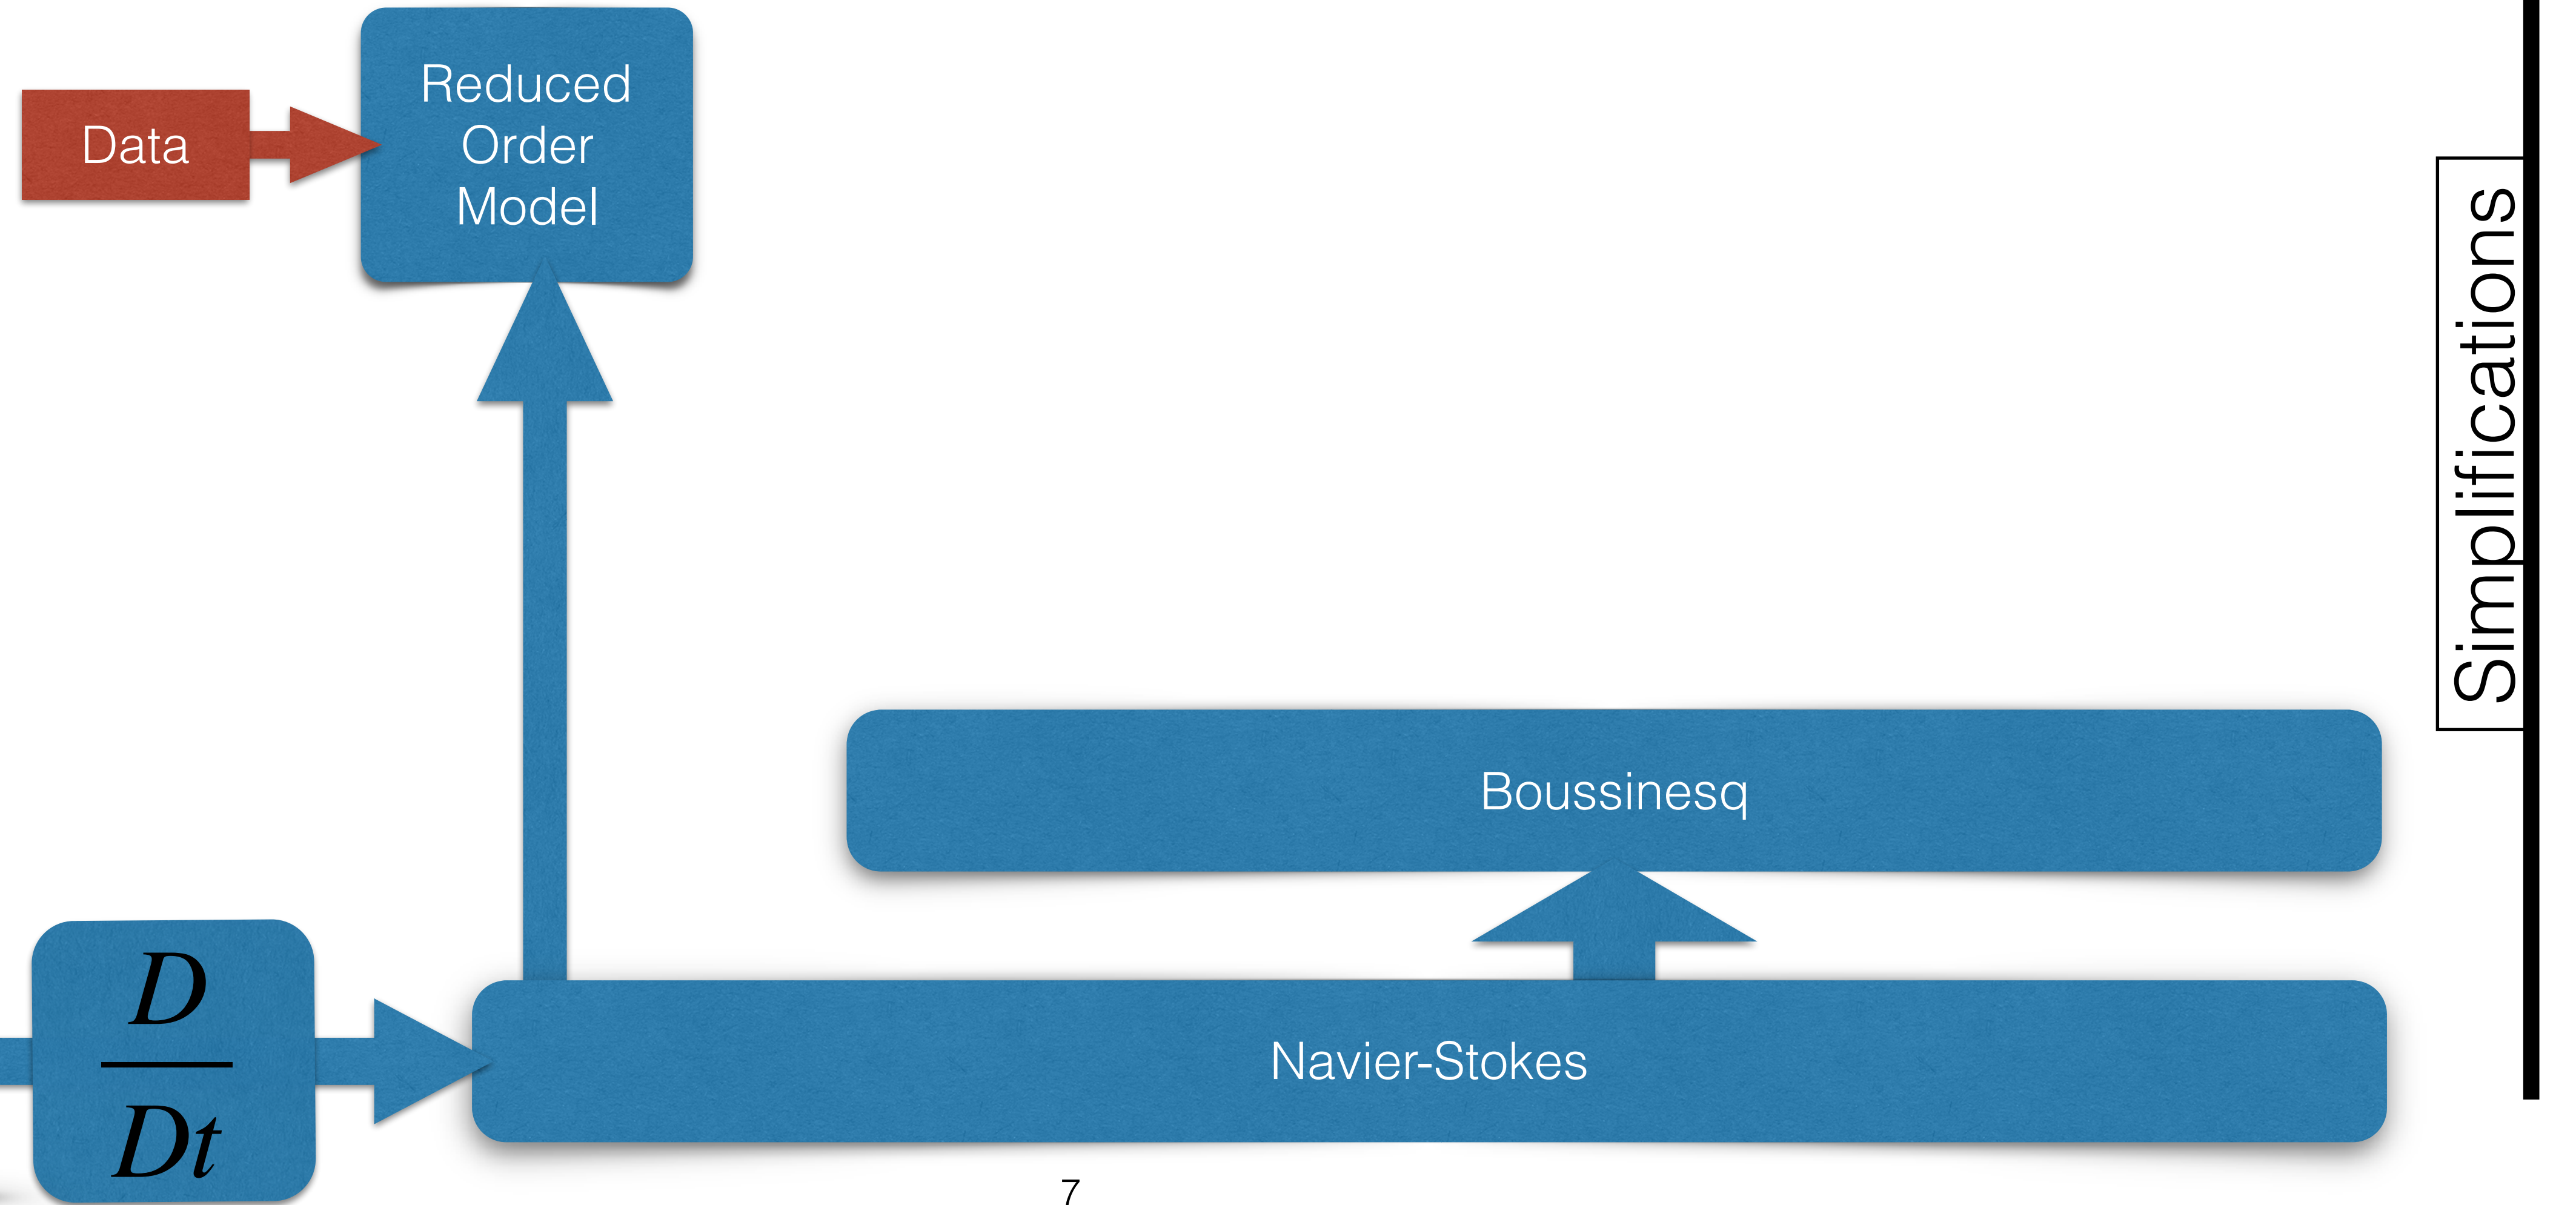 Reduced
Order
Model
Data
Simplifications
Boussinesq
D
Dt
Navier-Stokes
7